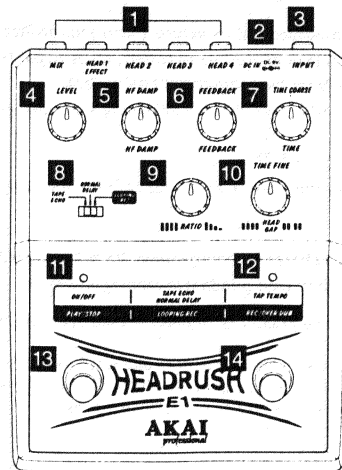 1 2 3
MIX HEAD 1 EFFECT HEAD 2 HEAD 3 HEAD 4 DC IN DC 9V INPUT
4 LEVEL 5 HF DAMP 6 FEEDBACK 7 TIME COARSE
HF DAMP FEEDBACK TIME
8 9 10 TIME FINE
TAPE ECHO NORMAL DELAY LOOPING REC
RATIO HEAD GAP
11 12
ON/OFF TAPE ECHO NORMAL DELAY TAP TEMPO
PLAY/STOP LOOPING REC REC/OVER DUB
13 14
HEADRUSH
E1
AKAI
professional